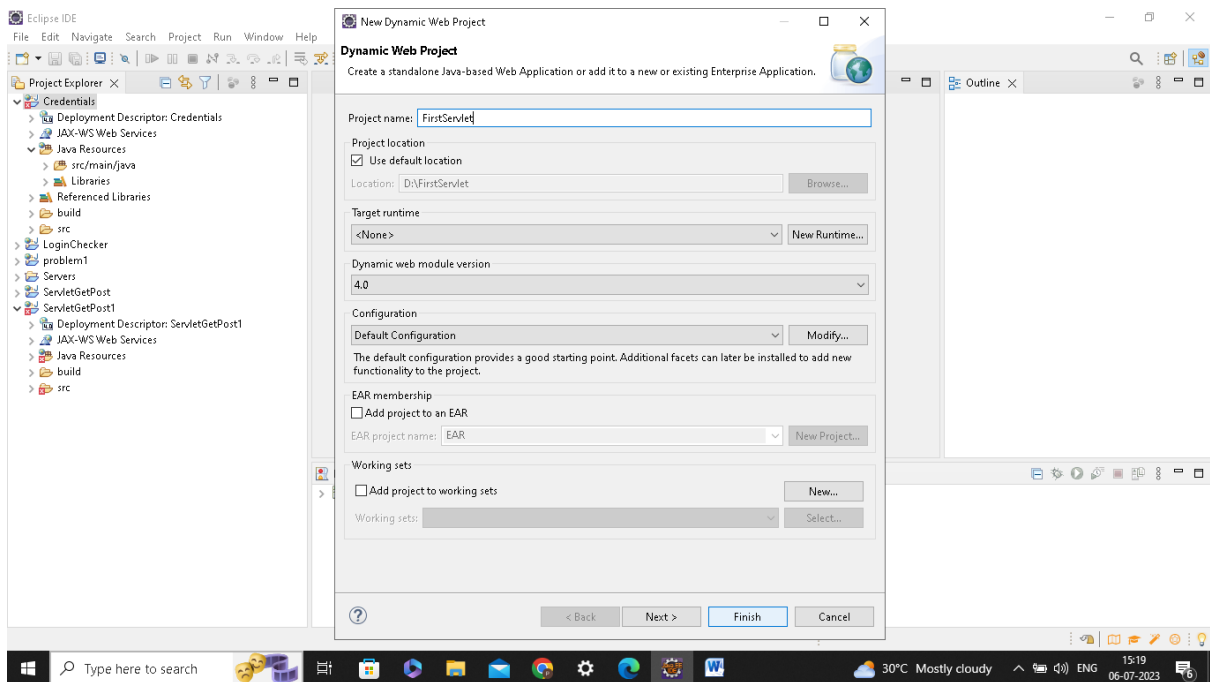 Eclipse IDE
File Edit Navigate Search Project Run Window Help
Project Explorer
Credentials
Deployment Descriptor: Credentials
JAX-WS Web Services
Java Resources
src/main/java
Libraries
Referenced Libraries
build
src
LoginChecker
problem1
Servers
ServletGetPost
ServletGetPost1
Deployment Descriptor: ServletGetPost1
JAX-WS Web Services
Java Resources
build
src
New Dynamic Web Project
Dynamic Web Project
Create a standalone Java-based Web Application or add it to a new or existing Enterprise Application.
Project name: FirstServlet
Project location
Use default location
Location: D:\FirstServlet Browse...
Target runtime
<None> New Runtime...
Dynamic web module version
4.0
Configuration
Default Configuration Modify...
The default configuration provides a good starting point. Additional facets can later be installed to add new
functionality to the project.
EAR membership
Add project to an EAR
EAR project name: EAR New Project...
Working sets
Add project to working sets New...
Working sets: Select...
? < Back Next > Finish Cancel
Outline
Type here to search
W
30°C Mostly cloudy ENG
15:19
06-07-2023
6